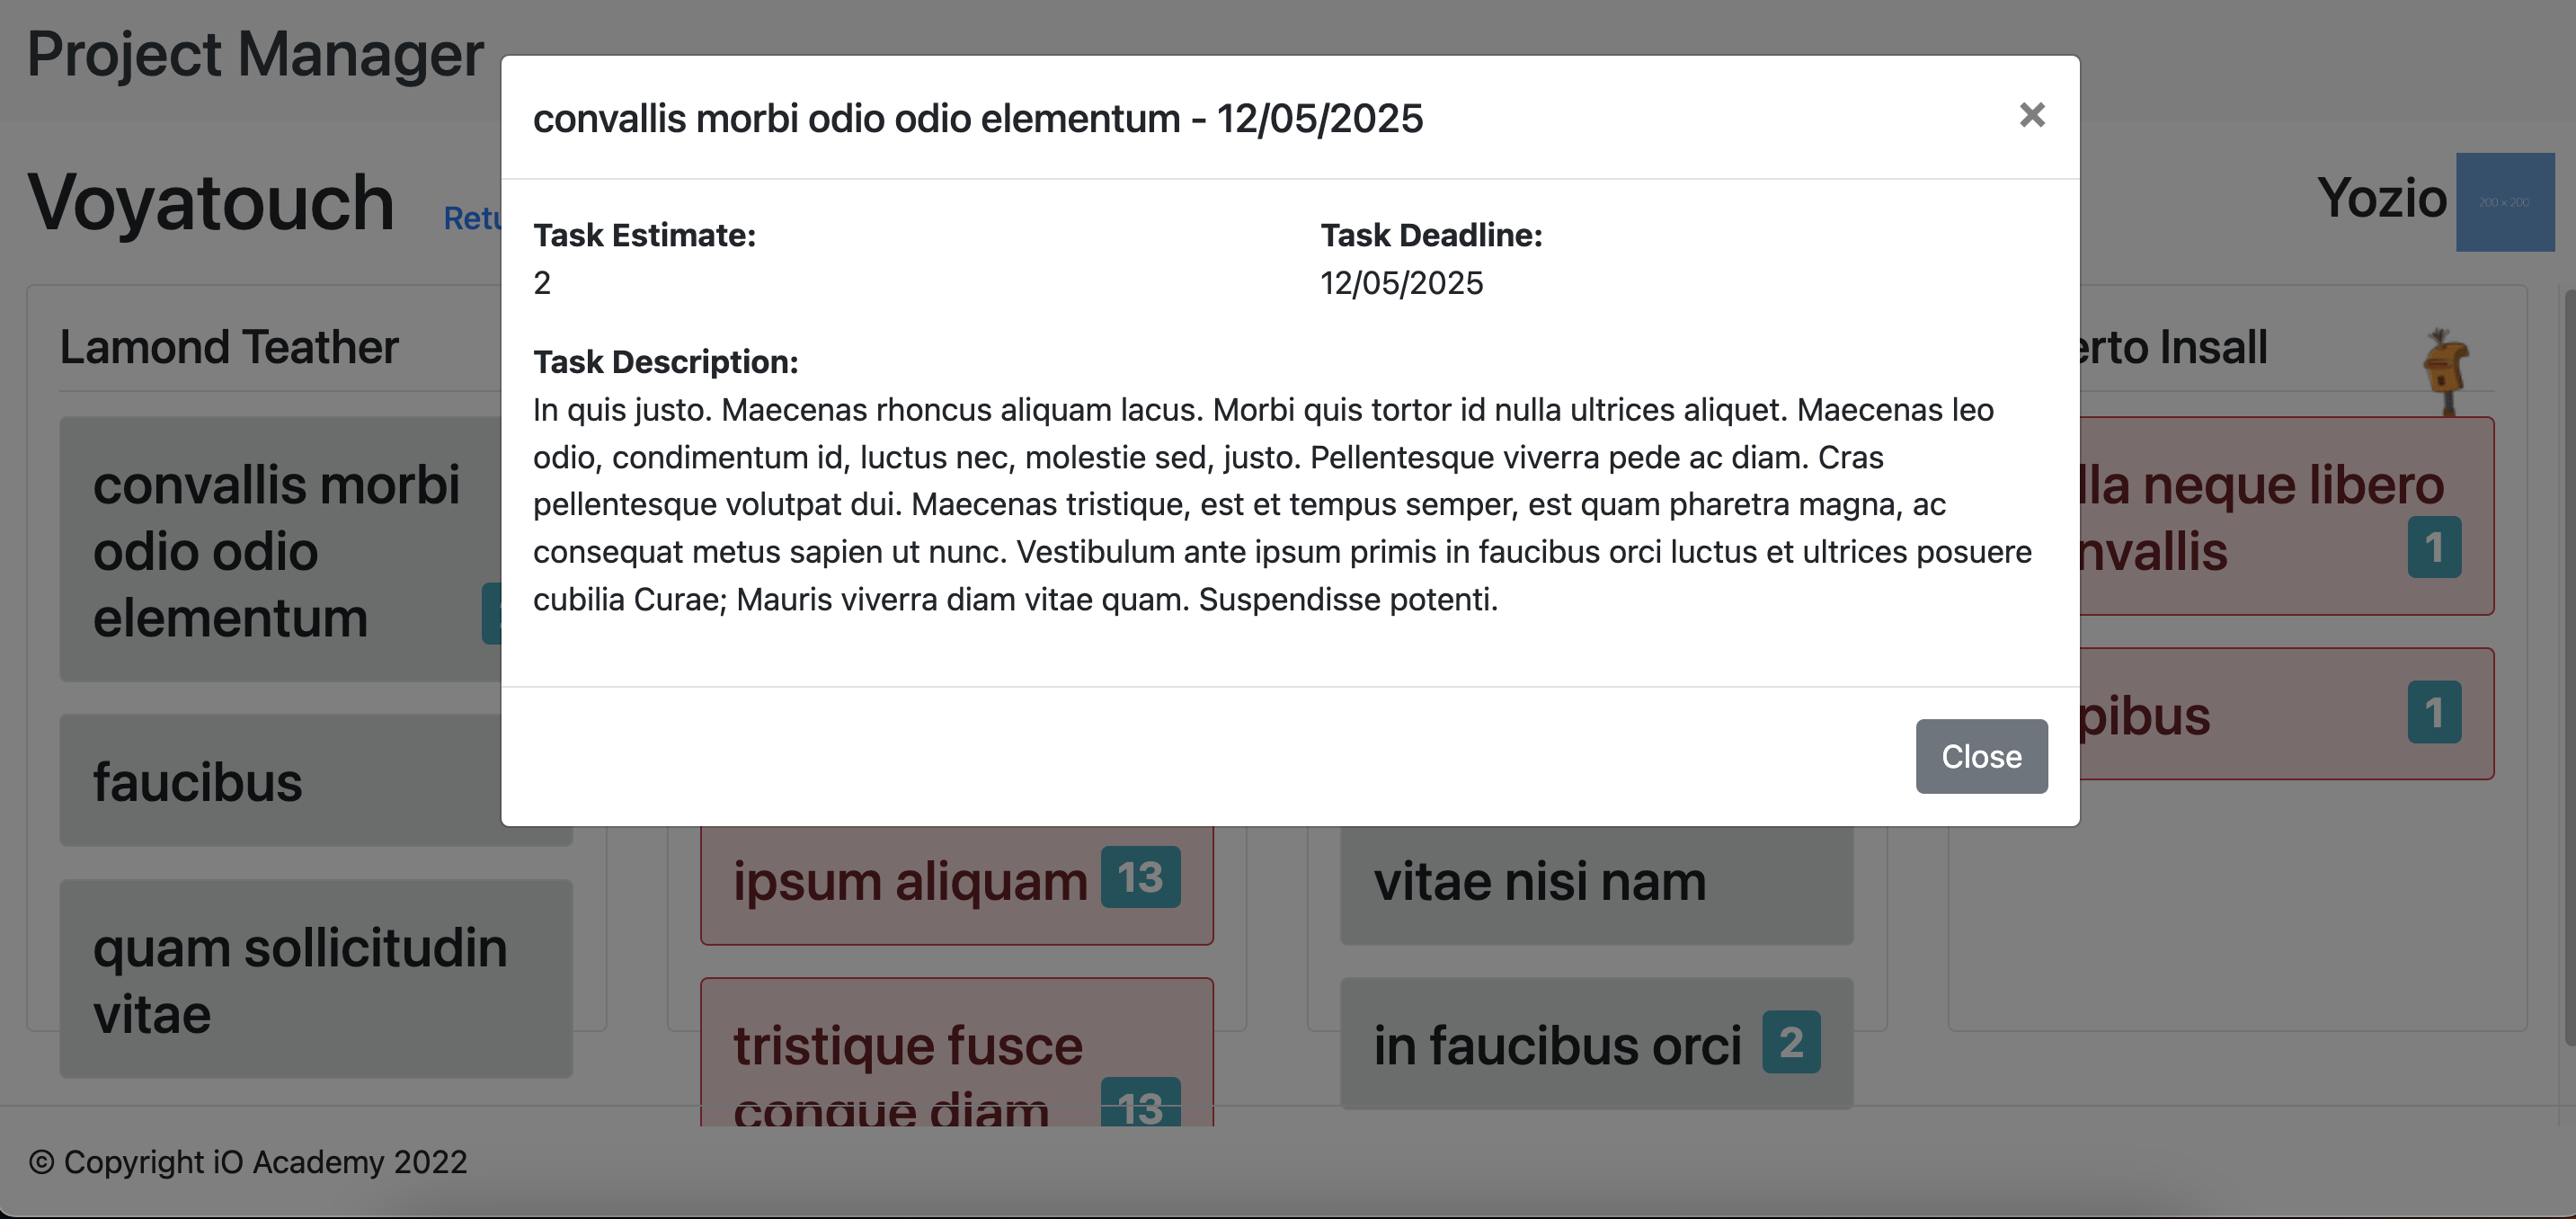 Project Manager
convallis morbi odio odio elementum - 12/05/2025
×
Voyatouch
Yozio
200 × 200
Task Estimate:
2
Task Deadline:
12/05/2025
Task Description:
In quis justo. Maecenas rhoncus aliquam lacus. Morbi quis tortor id nulla ultrices aliquet. Maecenas leo
odio, condimentum id, luctus nec, molestie sed, justo. Pellentesque viverra pede ac diam. Cras
pellentesque volutpat dui. Maecenas tristique, est et tempus semper, est quam pharetra magna, ac
consequat metus sapien ut nunc. Vestibulum ante ipsum primis in faucibus orci luctus et ultrices posuere
cubilia Curae; Mauris viverra diam vitae quam. Suspendisse potenti.
Close
Lamond Teather
convallis morbi
odio odio
elementum
faucibus
quam sollicitudin
vitae
ipsum aliquam 13
tristique fusce
congue diam 13
vitae nisi nam
in faucibus orci 2
Insall
neque libero
1
1
© Copyright iO Academy 2022